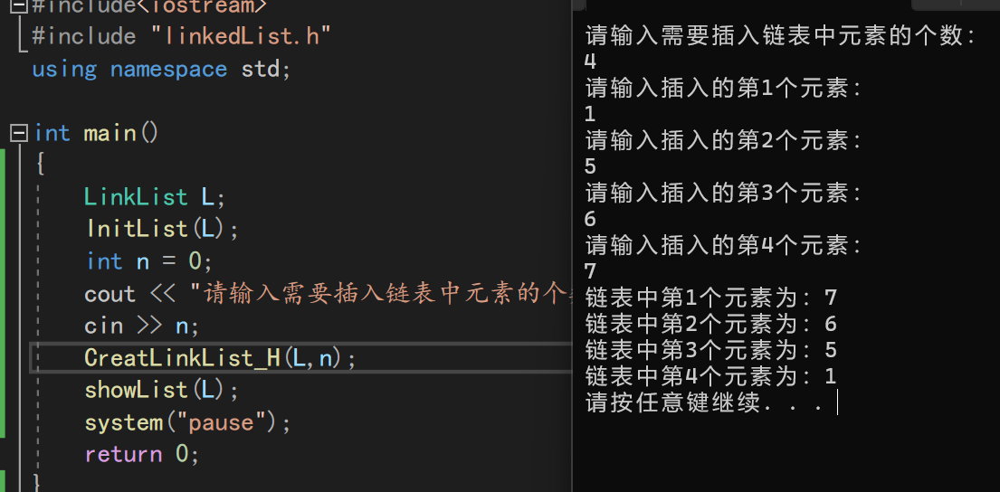 #include<iostream>
#include "linkedList.h"
using namespace std;
int main()
{
LinkList L;
InitList(L);
int n = 0;
cout << "请输入需要插入链表中元素的个
cin >> n;
CreatLinkList_H(L,n);
showList(L);
system("pause");
return 0;
}
请输入需要插入链表中元素的个数:
4
请输入插入的第1个元素:
1
请输入插入的第2个元素:
5
请输入插入的第3个元素:
6
请输入插入的第4个元素:
7
链表中第1个元素为: 7
链表中第2个元素为: 6
链表中第3个元素为: 5
链表中第4个元素为: 1
请按任意键继续. . .